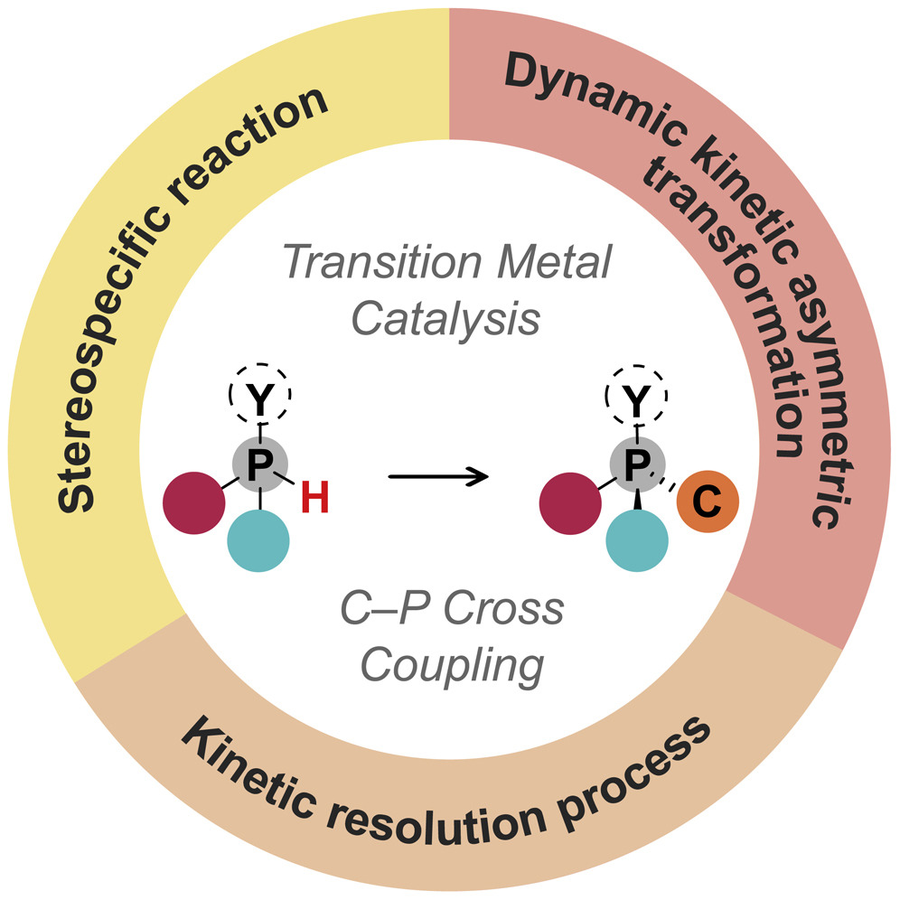 Stereospecific reaction
Dynamic kinetic asymmetric
transformation
Transition Metal
Catalysis
Y
P
H
Y
P
C
C–P Cross
Coupling
Kinetic resolution process